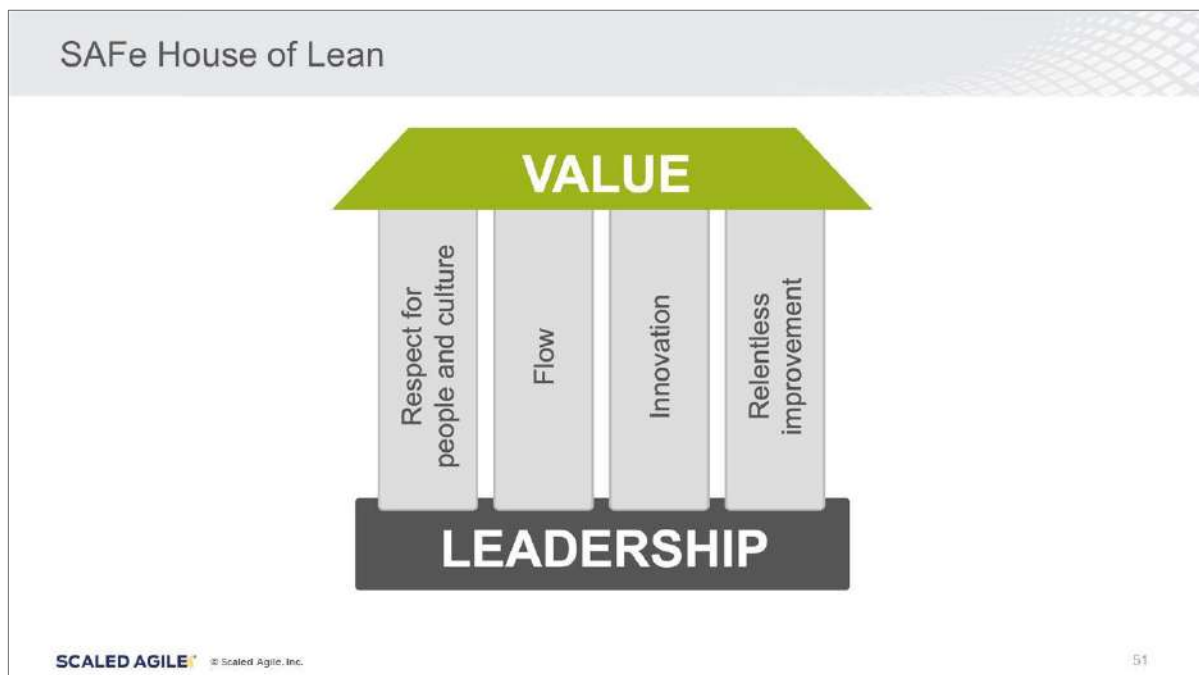 SAFe House of Lean
VALUE
Respect for
people and culture
Flow
Innovation
Relentless
improvement
LEADERSHIP
SCALED AGILE © Scaled Agile, Inc.
51